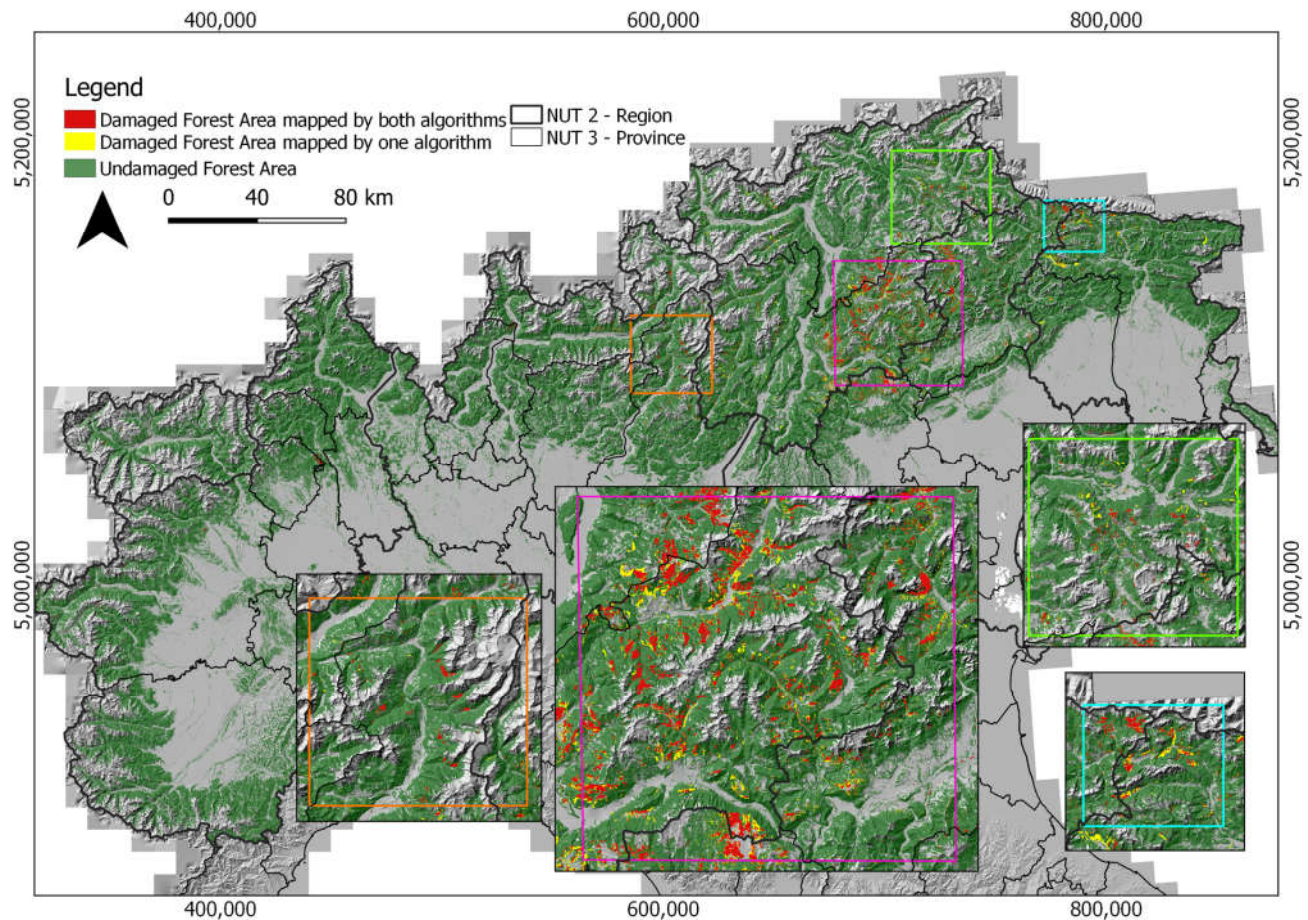 400,000 600,000 800,000
Legend
Damaged Forest Area mapped by both algorithms
NUT 2 - Region
Damaged Forest Area mapped by one algorithm
NUT 3 - Province
Undamaged Forest Area
0 40 80 km
5,200,000 5,200,000
5,000,000 5,000,000
400,000 600,000 800,000